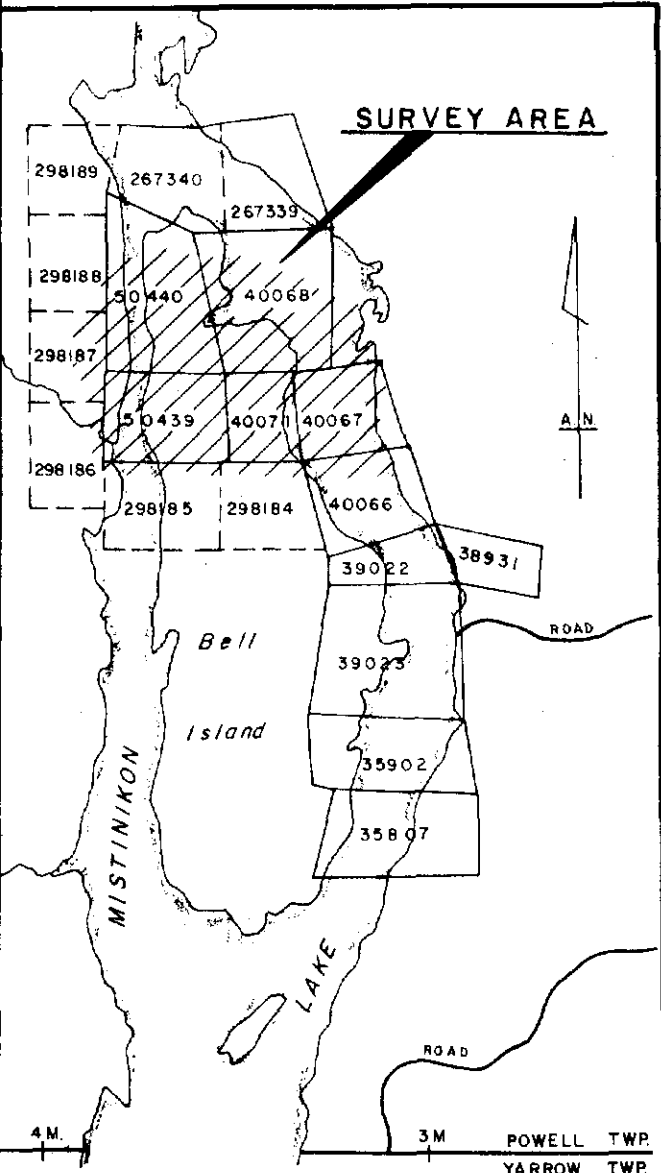 SURVEY AREA
298189
267340
267339
298188
50440
40068
298187
50439
40071
40067
298186
298185
298184
40066
A.N.
39022
38931
ROAD
Bell
Island
39023
35902
35807
MISTINIKON
LAKE
ROAD
4 M.
3 M
POWELL TWP.
YARROW TWP.